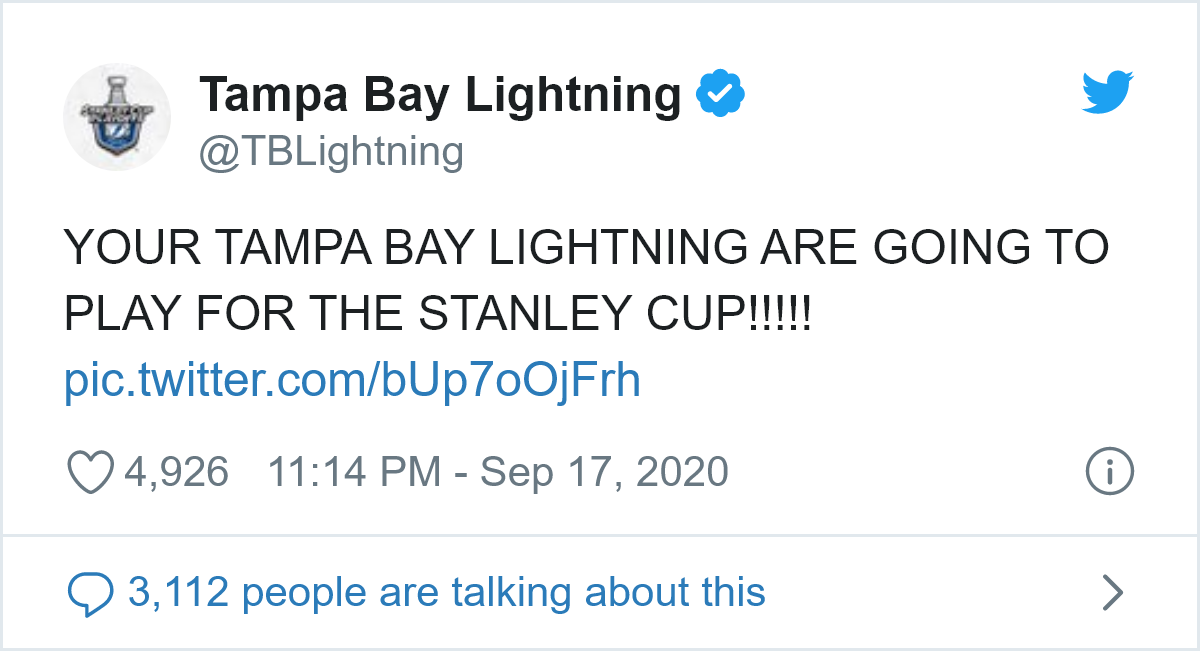 Tampa Bay Lightning
@TBLightning
YOUR TAMPA BAY LIGHTNING ARE GOING TO
PLAY FOR THE STANLEY CUP!!!!!
pic.twitter.com/bUp7oOjFrh
4,926 11:14 PM - Sep 17, 2020
3,112 people are talking about this